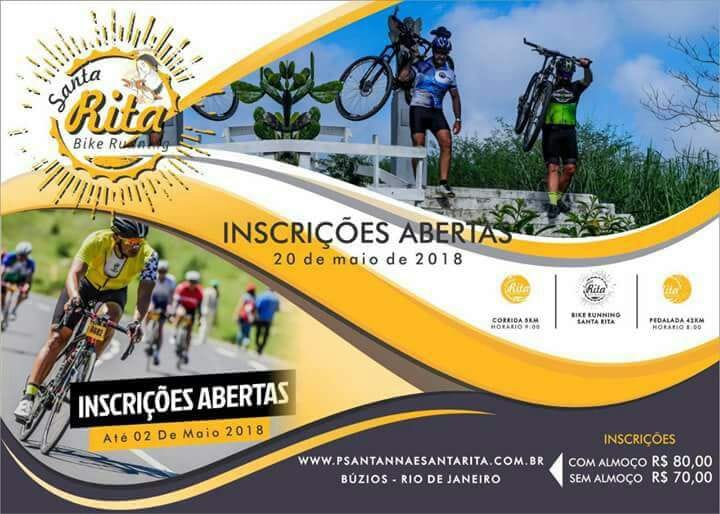 Santa
Rita
Bike Running
INSCRIÇÕES ABERTAS
20 de maio de 2018
Rita
CORRIDA 5KM
HORARIO 9:00
Rita
BIKE RUNNING
SANTA RITA
Rita
PEDALADA 42KM
HORARIO 8:00
INSCRIÇÕES ABERTAS
Até 02 De Maio 2018
WWW.PSANTANNAESANTARITA.COM.BR
BÚZIOS - RIO DE JANEIRO
INSCRIÇÕES
COM ALMOÇO R$ 80,00
SEM ALMOÇO R$ 70,00